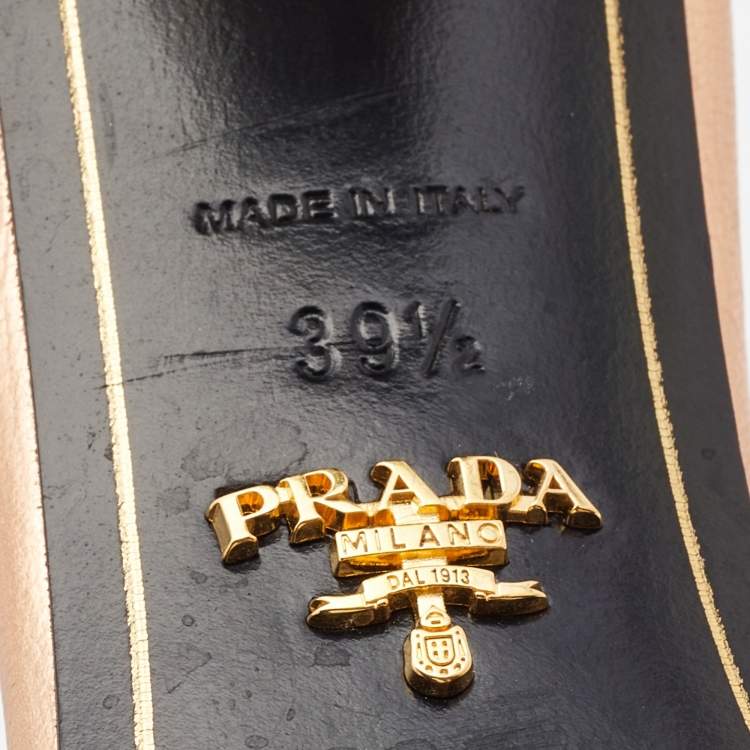 MADE IN ITALY
39½
PRADA
MILANO
DAL 1913